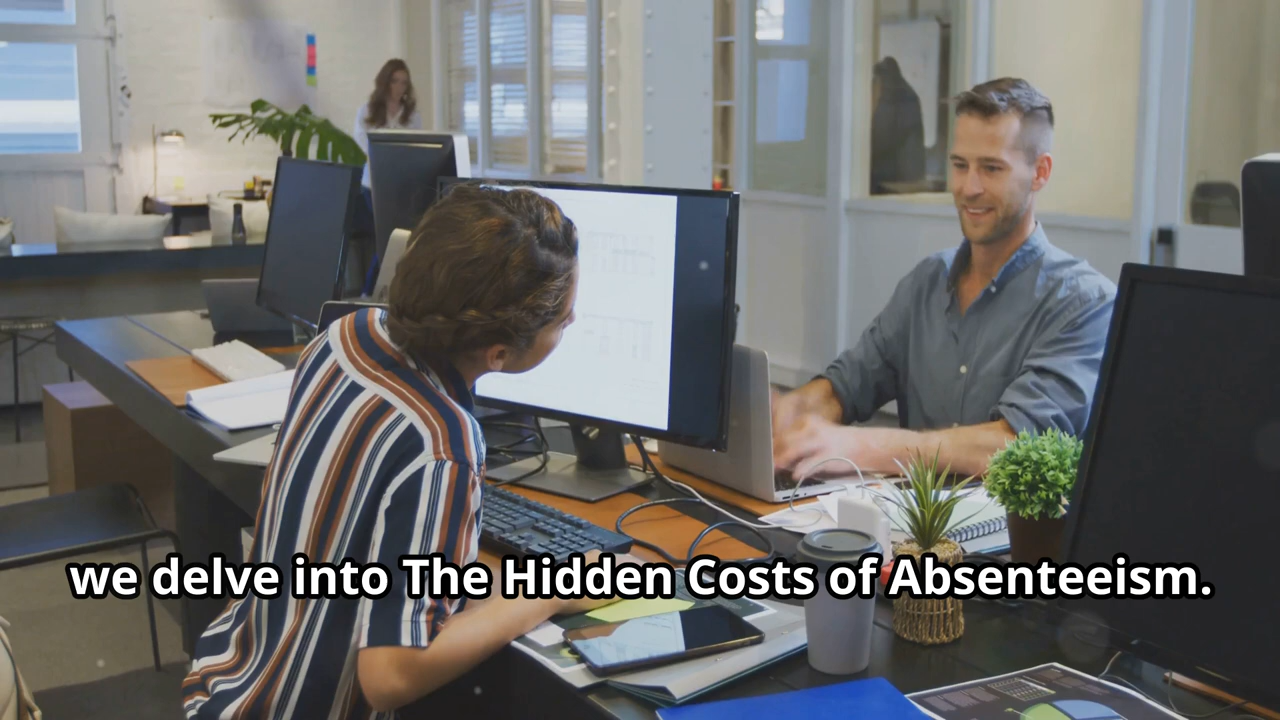 we delve into The Hidden Costs of Absenteeism.